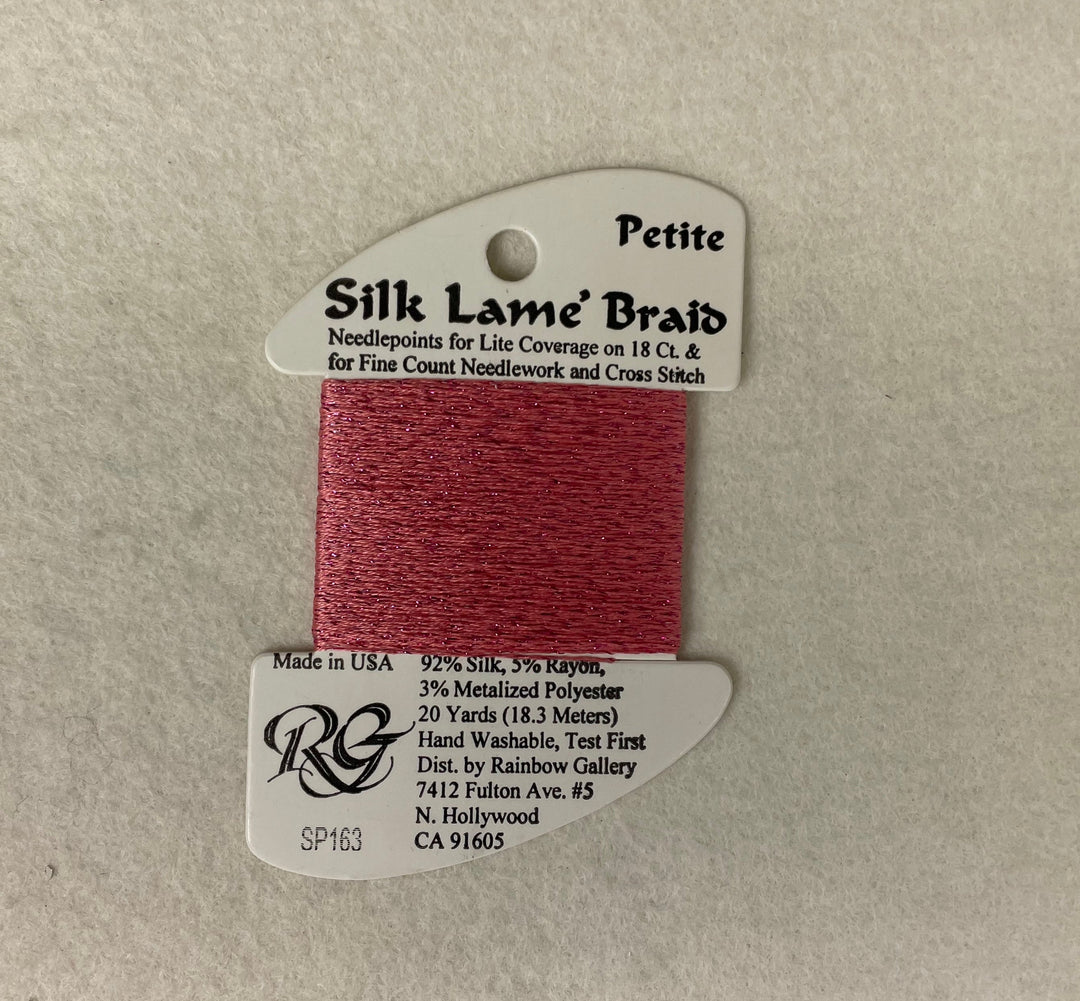 Petite
Silk Lame' Braid
Needlepoints for Lite Coverage on 18 Ct. &
for Fine Count Needlework and Cross Stitch
Made in USA
92% Silk, 5% Rayon,
3% Metalized Polyester
20 Yards (18.3 Meters)
Hand Washable, Test First
Dist. by Rainbow Gallery
7412 Fulton Ave. #5
N. Hollywood
CA 91605
RG
SP163